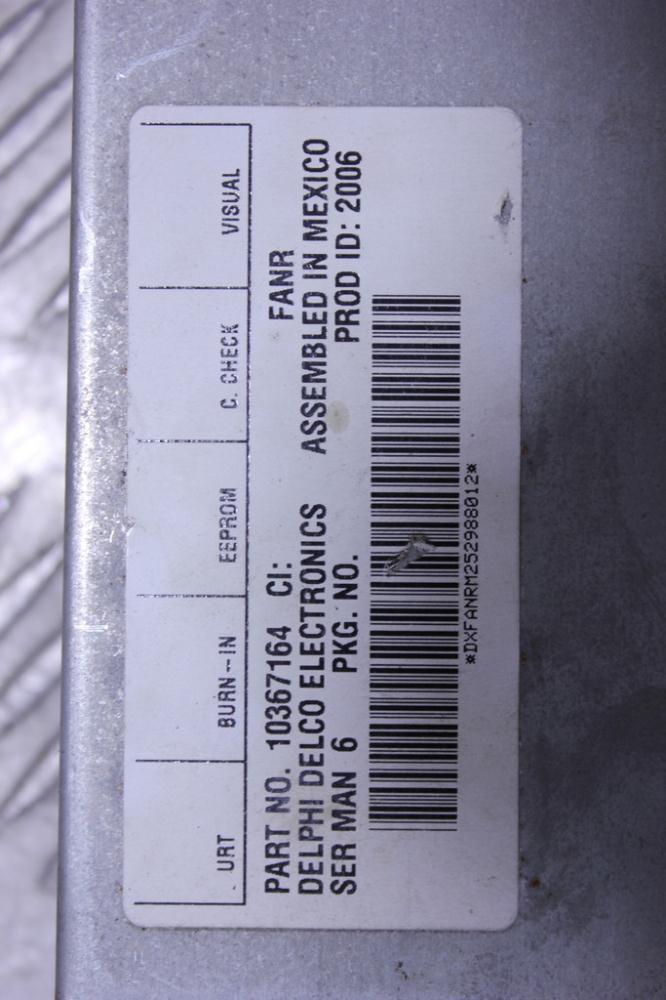 URT BURN-IN EEPROM C. CHECK VISUAL
PART NO. 10367164 CI: FANR
DELPHI DELCO ELECTRONICS ASSEMBLED IN MEXICO
SER MAN 6 PKG. NO. PROD ID: 2006
*DXFANRM252988012*